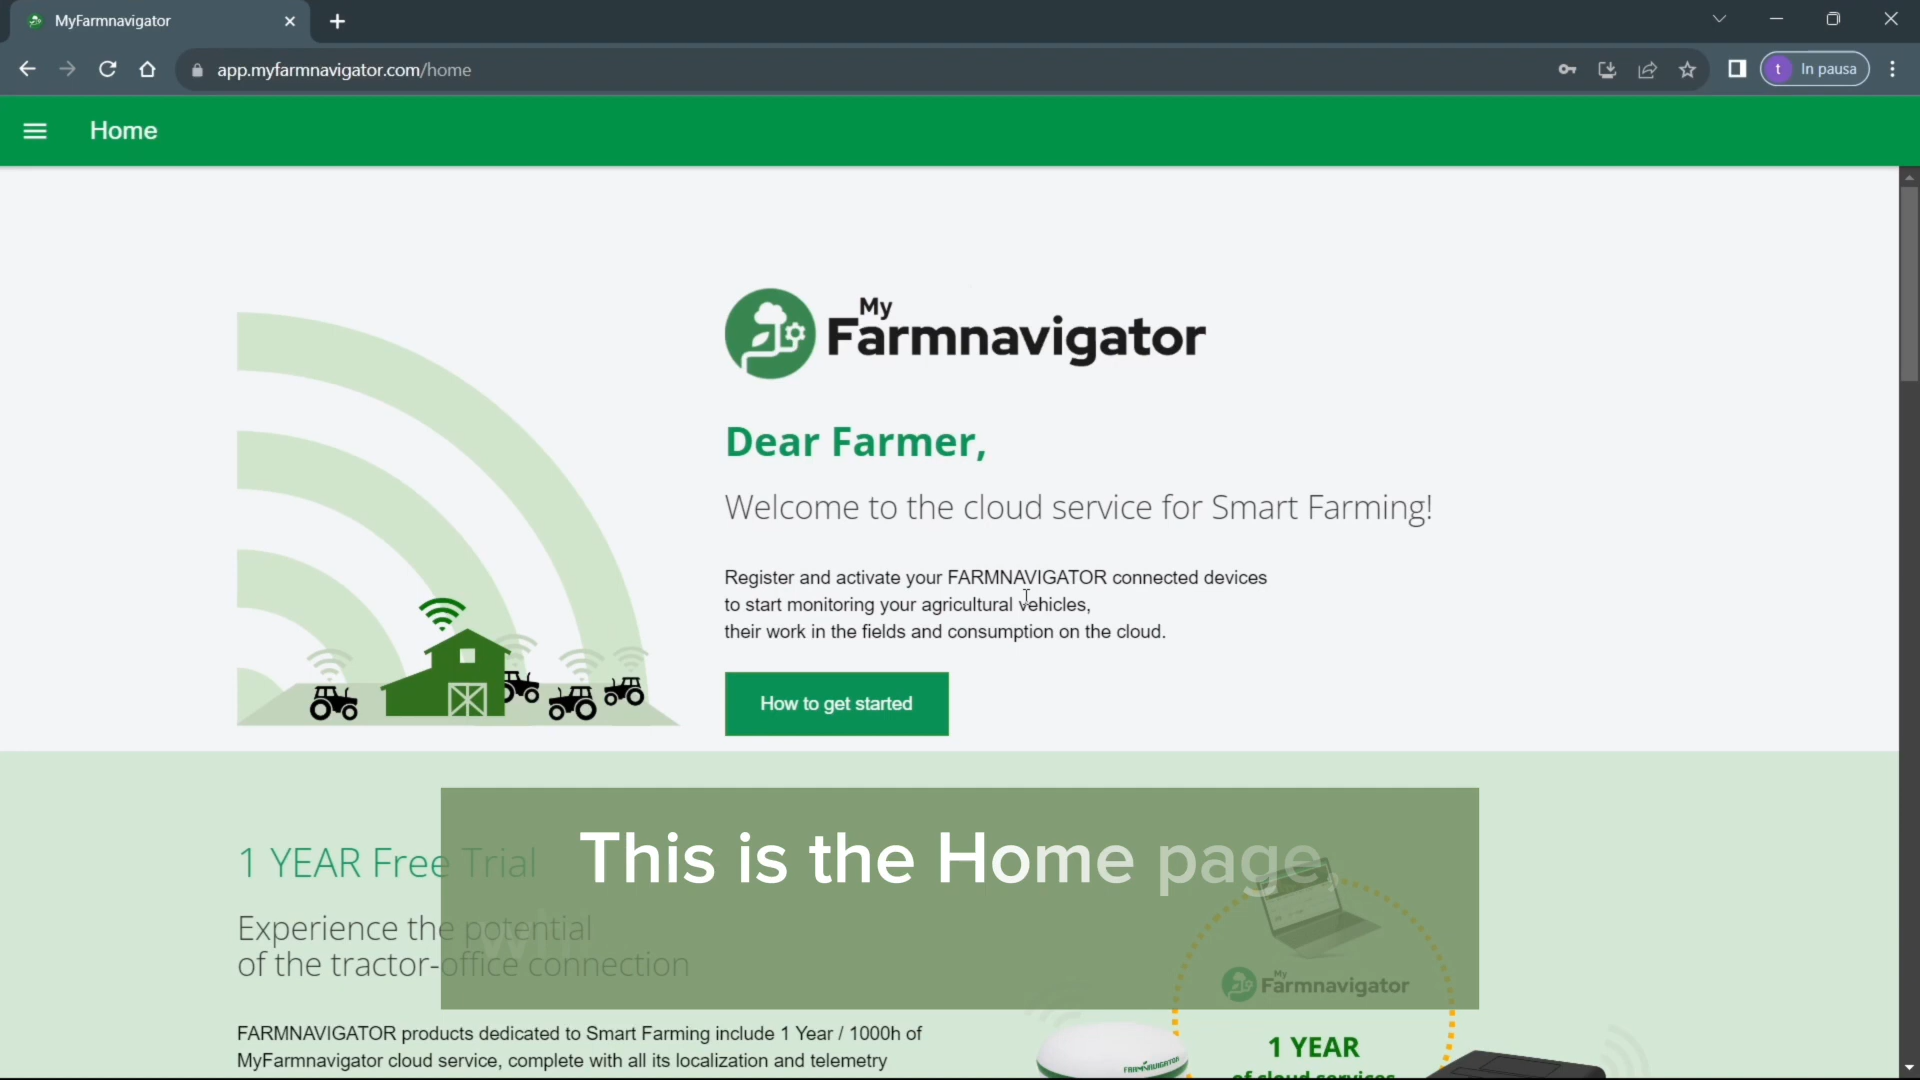 MyFarmnavigator
app.myfarmnavigator.com/home
t
In pausa
Home
My
Farmnavigator
Dear Farmer,
Welcome to the cloud service for Smart Farming!
Register and activate your FARMNAVIGATOR connected devices
to start monitoring your agricultural vehicles,
their work in the fields and consumption on the cloud.
How to get started
This is the Home page,
1 YEAR Free Trial
Experience the potential
of the tractor-office connection
FARMNAVIGATOR products dedicated to Smart Farming include 1 Year / 1000h of
MyFarmnavigator cloud service, complete with all its localization and telemetry
My
Farmnavigator
1 YEAR
of cloud services
FARMNAVIGATOR